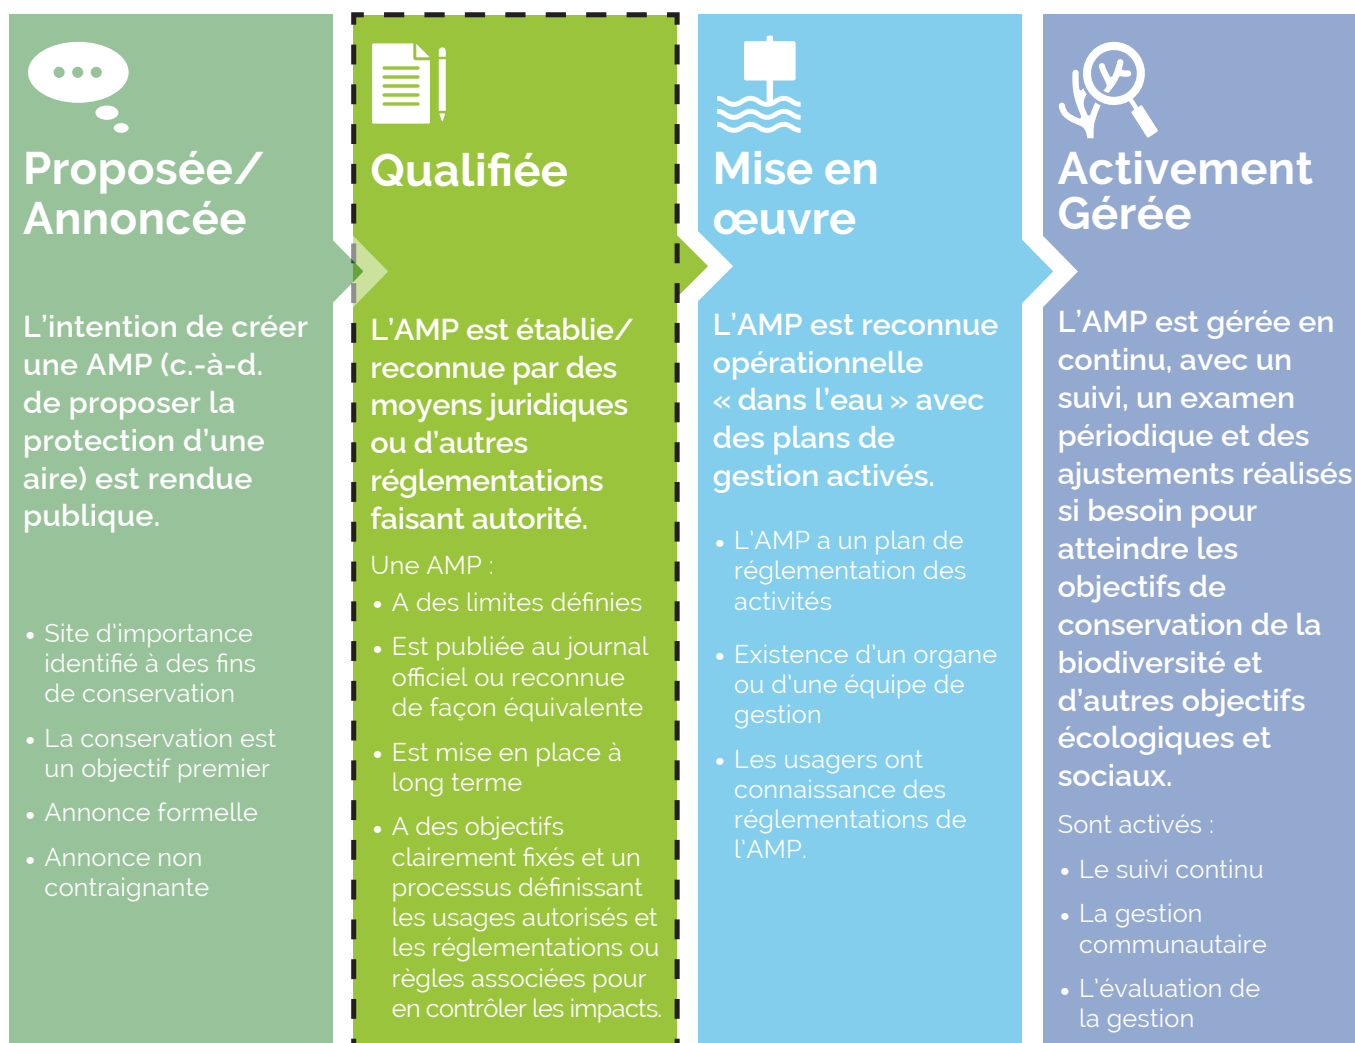 Proposée/
Annoncée
L'intention de créer
une AMP (c.-à-d.
de proposer la
protection d'une
aire) est rendue
publique.
• Site d'importance
identifié à des fins
de conservation
• La conservation est
un objectif premier
• Annonce formelle
• Annonce non
contraignante
Qualifiée
L'AMP est établie/
reconnue par des
moyens juridiques
ou d'autres
réglementations
faisant autorité.
Une AMP :
• A des limites définies
• Est publiée au journal
officiel ou reconnue
de façon équivalente
• Est mise en place à
long terme
• A des objectifs
clairement fixés et un
processus définissant
les usages autorisés et
les réglementations ou
règles associées pour
en contrôler les impacts.
Mise en
œuvre
L'AMP est reconnue
opérationnelle
« dans l'eau » avec
des plans de
gestion activés.
• L'AMP a un plan de
réglementation des
activités
• Existence d'un organe
ou d'une équipe de
gestion
• Les usagers ont
connaissance des
réglementations de
l'AMP.
Activement
Gérée
L'AMP est gérée en
continu, avec un
suivi, un examen
périodique et des
ajustements réalisés
si besoin pour
atteindre les
objectifs de
conservation de la
biodiversité et
d'autres objectifs
écologiques et
sociaux.
Sont activés :
• Le suivi continu
• La gestion
communautaire
• L'évaluation de
la gestion